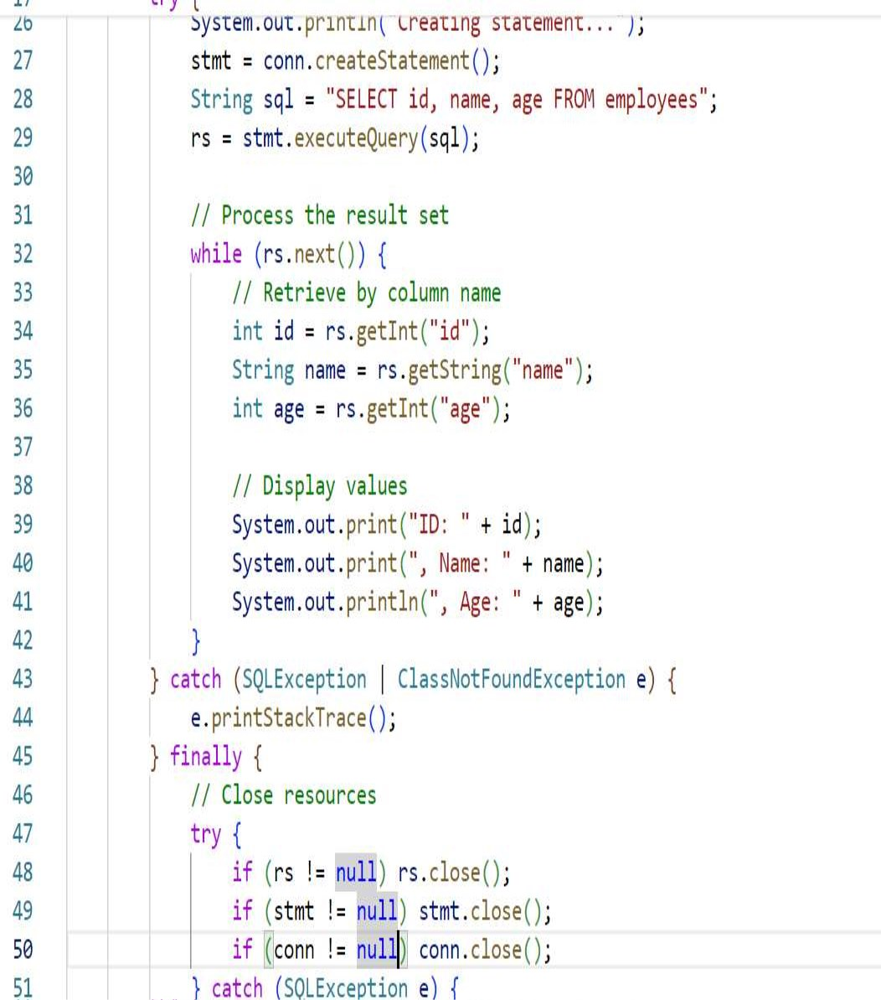 17 try {
26 System.out.println("Creating statement...");
27 stmt = conn.createStatement();
28 String sql = "SELECT id, name, age FROM employees";
29 rs = stmt.executeQuery(sql);
30
31 // Process the result set
32 while (rs.next()) {
33 // Retrieve by column name
34 int id = rs.getInt("id");
35 String name = rs.getString("name");
36 int age = rs.getInt("age");
37
38 // Display values
39 System.out.print("ID: " + id);
40 System.out.print(", Name: " + name);
41 System.out.println(", Age: " + age);
42 }
43 } catch (SQLException | ClassNotFoundException e) {
44 e.printStackTrace();
45 } finally {
46 // Close resources
47 try {
48 if (rs != null) rs.close();
49 if (stmt != null) stmt.close();
50 if (conn != null) conn.close();
51 } catch (SQLException e) {